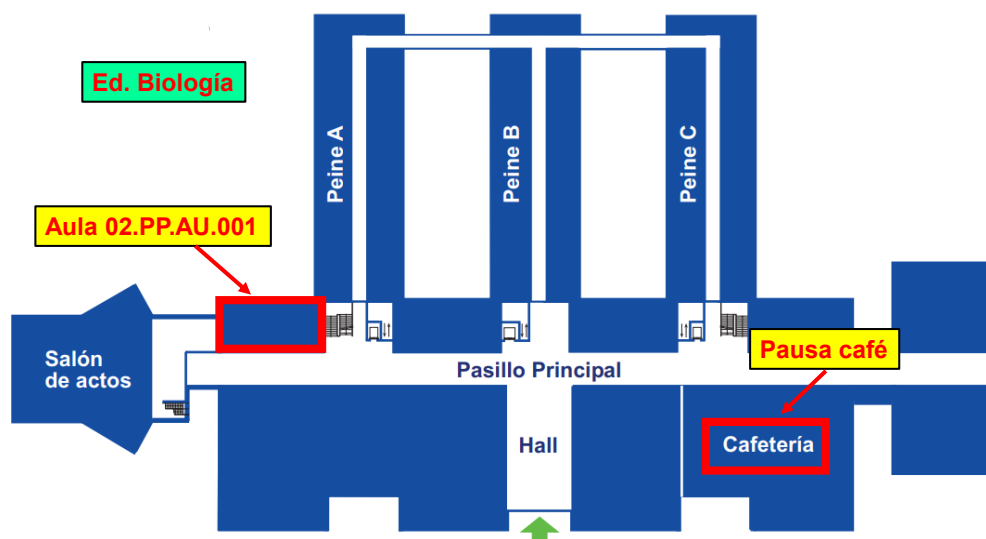 Ed. Biología
Peine A
Peine B
Peine C
Aula 02.PP.AU.001
Salón
de actos
Pausa café
Pasillo Principal
Hall
Cafetería